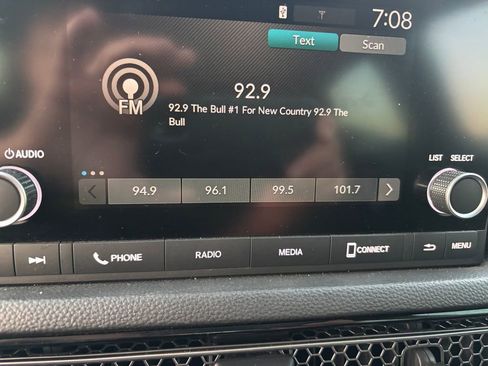 7:08
Text Scan
92.9
FM
92.9 The Bull #1 For New Country 92.9 The
Bull
AUDIO
LIST SELECT
94.9 96.1 99.5 101.7
PHONE RADIO MEDIA CONNECT MENU